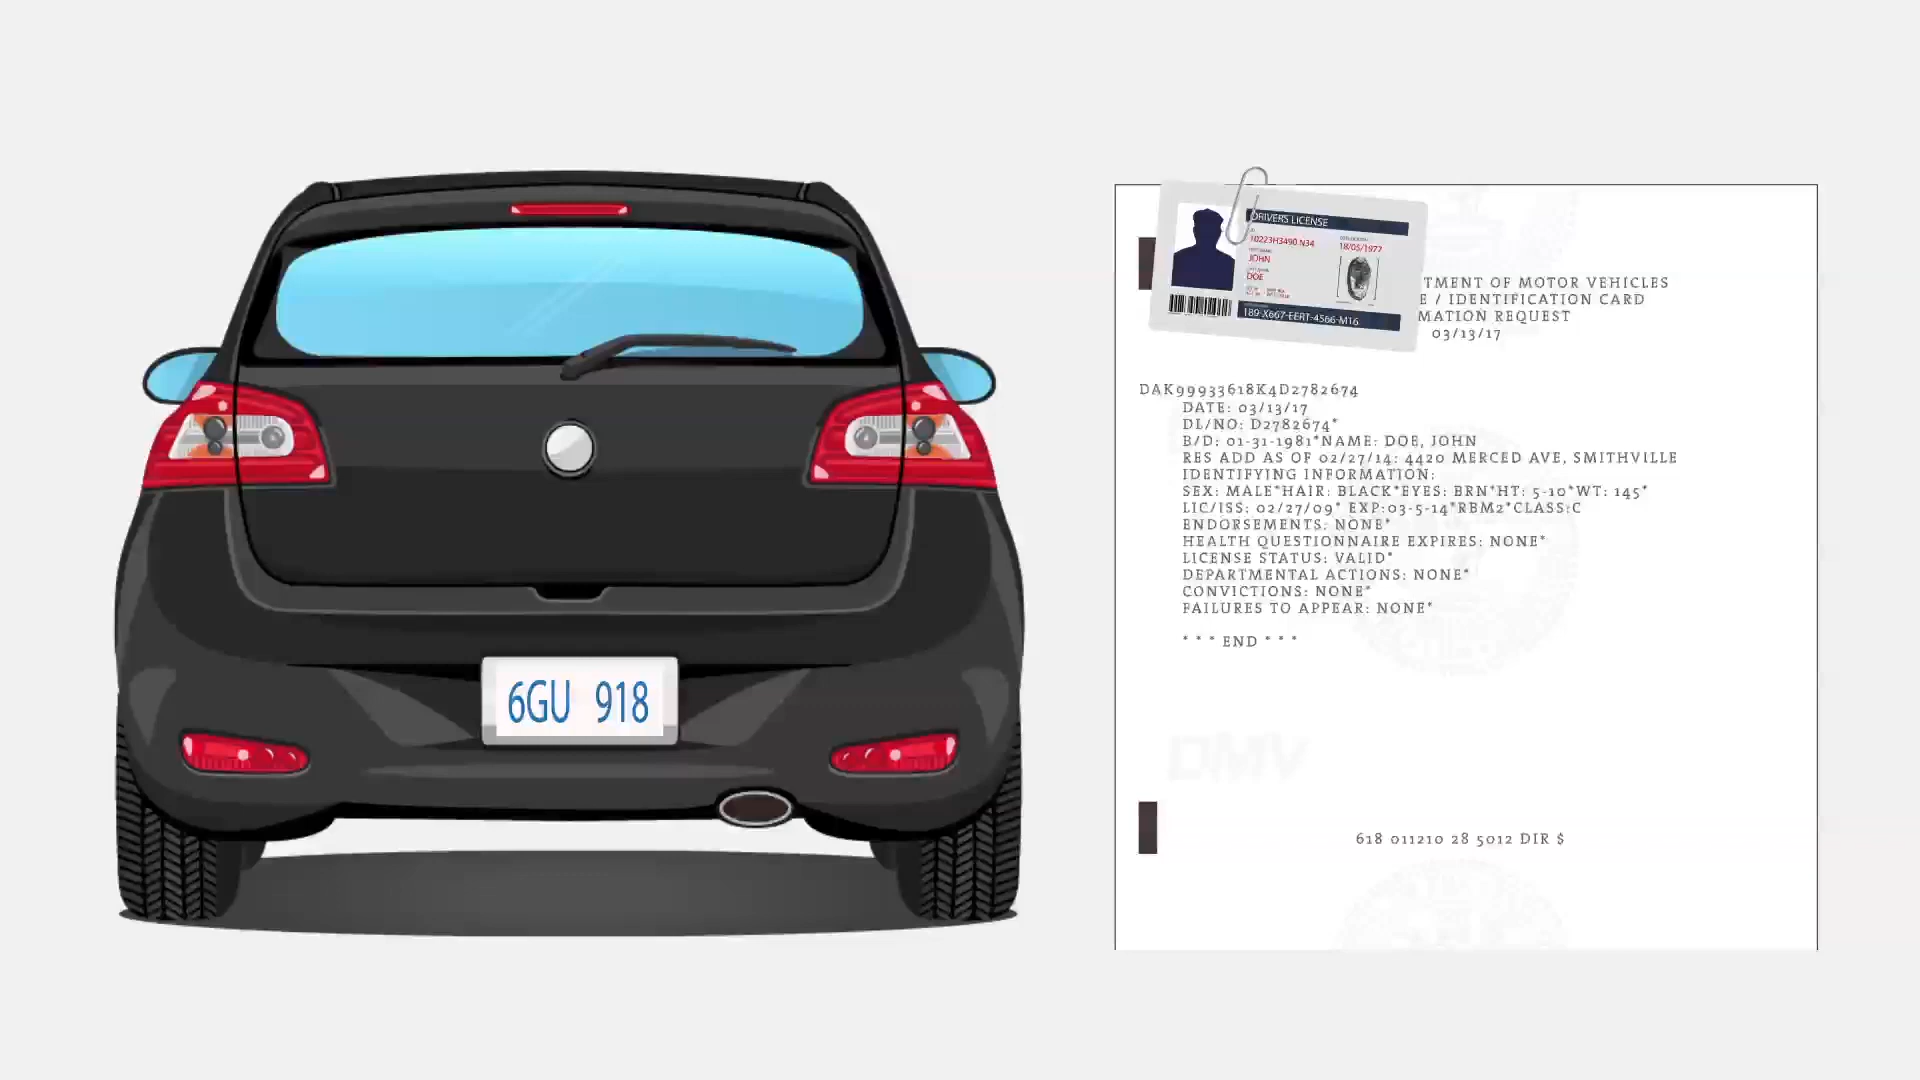 6GU 918
DRIVERS LICENSE
10223H3490 N34
18/05/1977
JOHN
DOE
189-X667-EERT-4566-M16
TMENT OF MOTOR VEHICLES
E / IDENTIFICATION CARD
MATION REQUEST
03/13/17
DAK99933618K4D2782674
DATE: 03/13/17
DL/NO: D2782674*
B/D: 01-31-1981*NAME: DOE, JOHN
RES ADD AS OF 02/27/14: 4420 MERCED AVE, SMITHVILLE
IDENTIFYING INFORMATION:
SEX: MALE*HAIR: BLACK*EYES: BRN*HT: 5-10*WT: 145*
LIC/ISS: 02/27/09* EXP:03-5-14*RBM2*CLASS:C
ENDORSEMENTS: NONE*
HEALTH QUESTIONNAIRE EXPIRES: NONE*
LICENSE STATUS: VALID*
DEPARTMENTAL ACTIONS: NONE*
CONVICTIONS: NONE*
FAILURES TO APPEAR: NONE*
* * * END * * *
DMV
618 011210 28 5012 DIR $